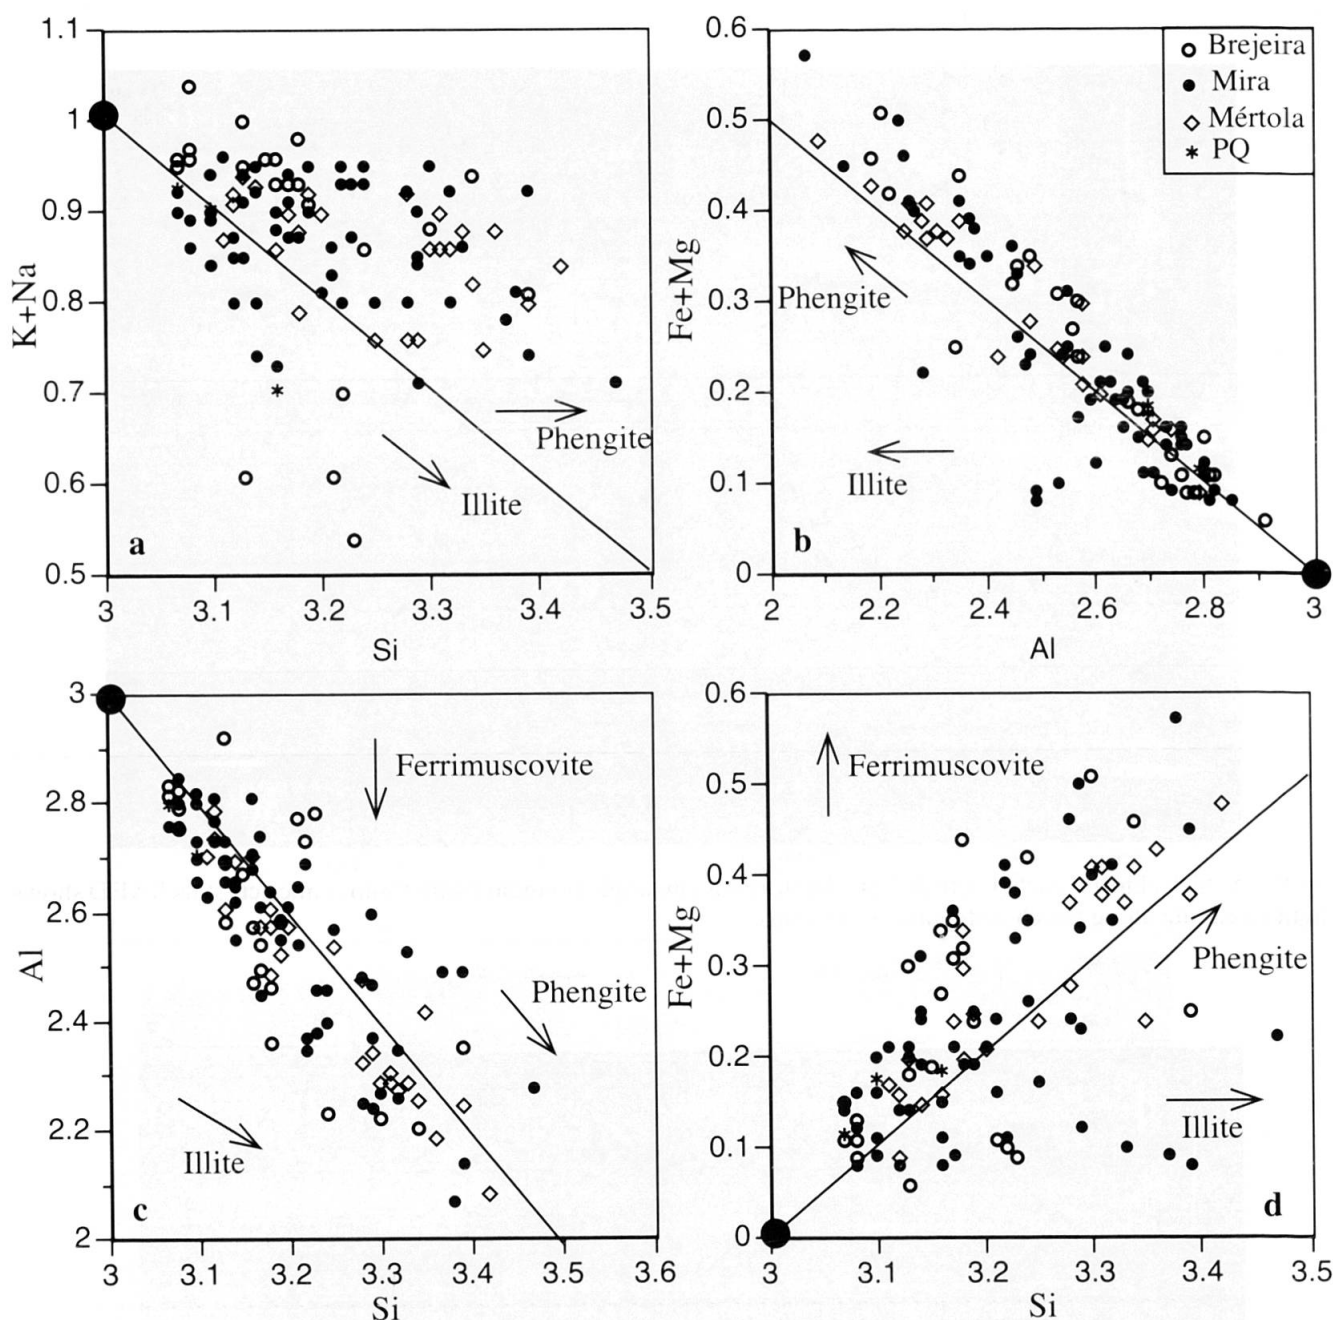 1.1
1
0.9
0.8
0.7
0.6
0.5
K+Na
3
3.1
3.2
3.3
3.4
3.5
Si
Phengite
Illite
a
0.6
0.5
0.4
0.3
0.2
0.1
0
Fe+Mg
2
2.2
2.4
2.6
2.8
3
Al
Brejeira
Mira
Mértola
PQ
Phengite
Illite
b
3
2.8
2.6
2.4
2.2
2
Al
3
3.1
3.2
3.3
3.4
3.5
3.6
Si
Ferrimuscovite
Phengite
Illite
c
0.6
0.5
0.4
0.3
0.2
0.1
0
Fe+Mg
3
3.1
3.2
3.3
3.4
3.5
Si
Ferrimuscovite
Phengite
Illite
d